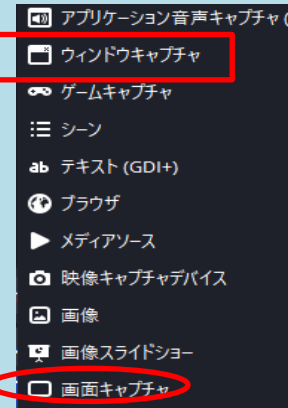 アプリケーション音声キャプチャ (
ウィンドウキャプチャ
ゲームキャプチャ
シーン
ab テキスト (GDI+)
ブラウザ
メディアソース
映像キャプチャデバイス
画像
画像スライドショー
画面キャプチャ